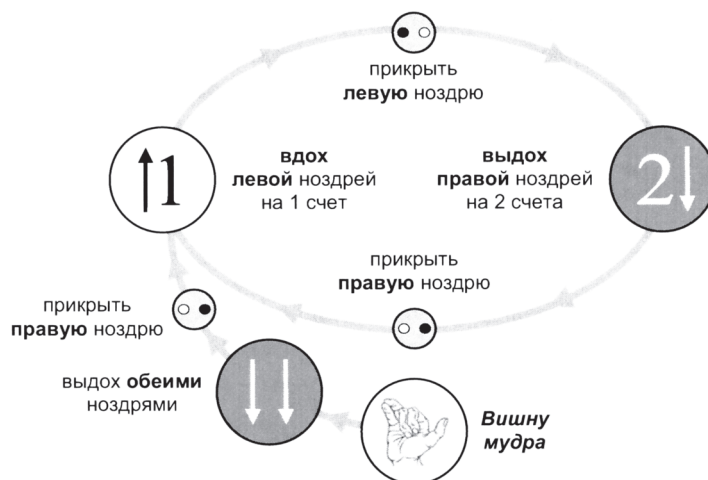 прикрыть
левую ноздрю
1
вдох
левой ноздрей
на 1 счет
выдох
правой ноздрей
на 2 счета
2
прикрыть
правую ноздрю
прикрыть
правую ноздрю
выдох обеими
ноздрями
Вишну
мудра